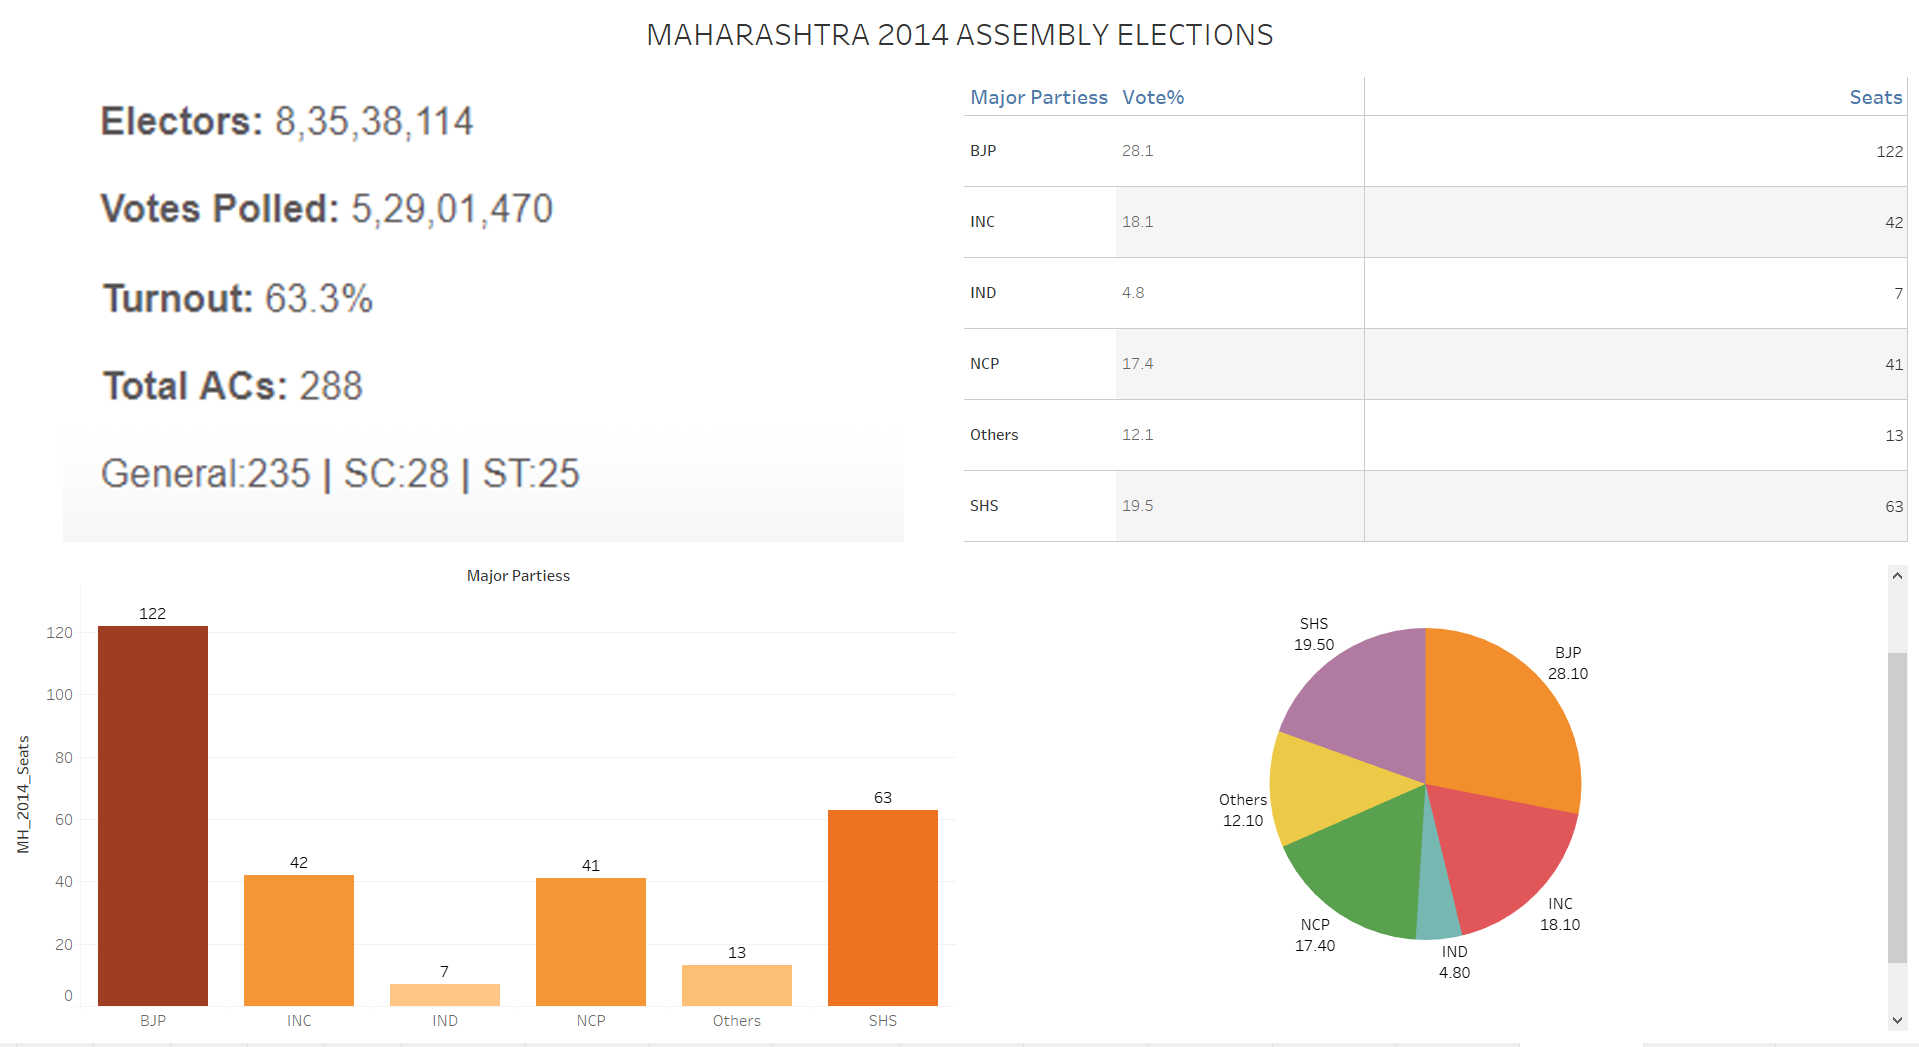 MAHARASHTRA 2014 ASSEMBLY ELECTIONS
Electors: 8,35,38,114
Votes Polled: 5,29,01,470
Turnout: 63.3%
Total ACs: 288
General:235 | SC:28 | ST:25
Major Partiess Vote% Seats
BJP 28.1 122
INC 18.1 42
IND 4.8 7
NCP 17.4 41
Others 12.1 13
SHS 19.5 63
Major Partiess
MH_2014_Seats
120
100
80
60
40
20
0
122
42
7
41
13
63
BJP INC IND NCP Others SHS
SHS
19.50
BJP
28.10
Others
12.10
INC
18.10
NCP
17.40
IND
4.80